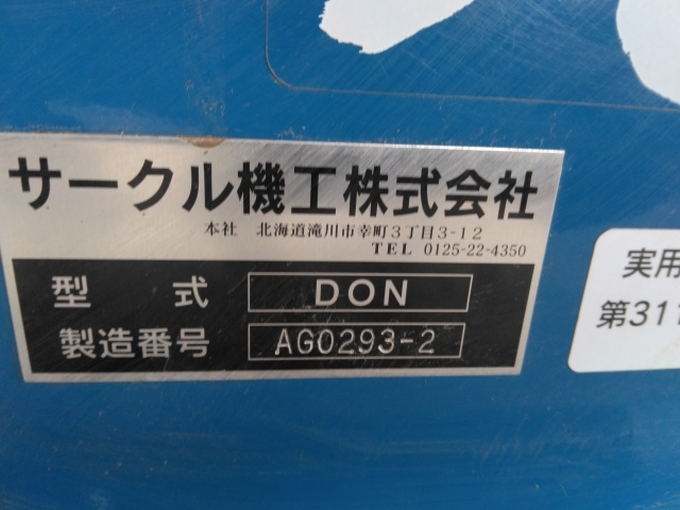 サークル機工株式会社
本社 北海道滝川市幸町3丁目3-12
TEL 0125-22-4350
型式 DON
製造番号 AG0293-2
実用
第311